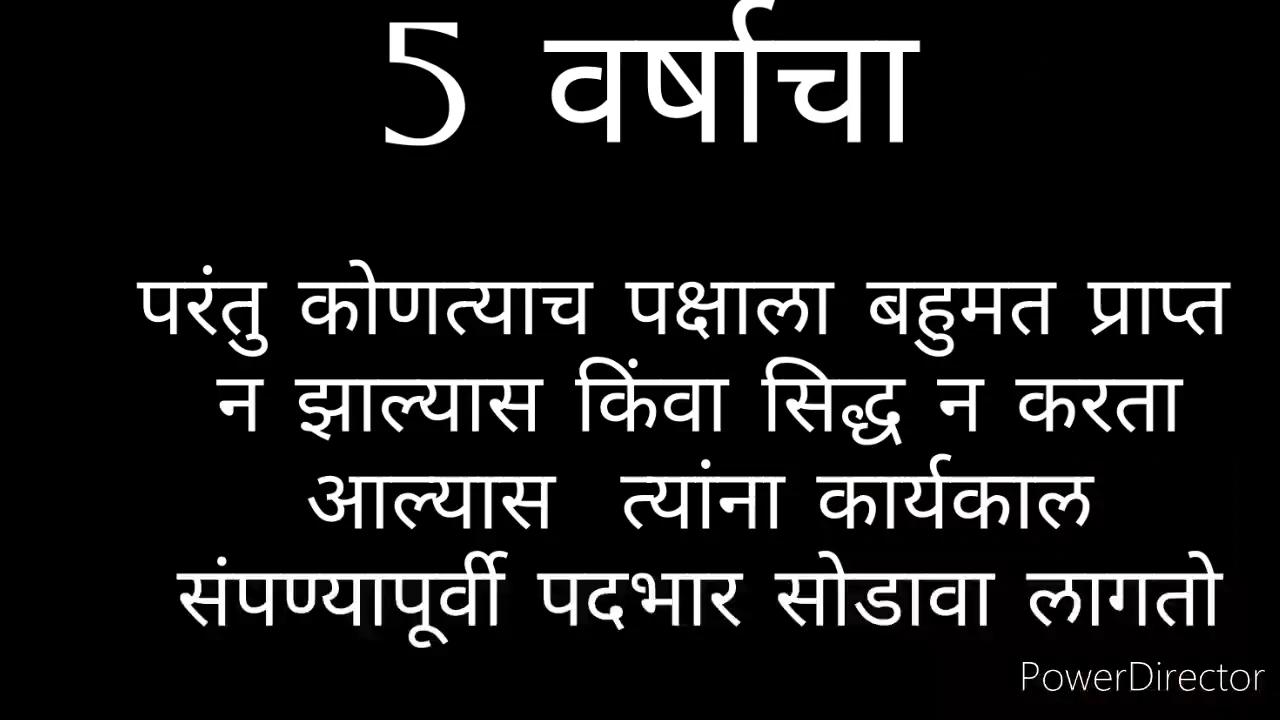 5 वर्षाचा
परंतु कोणत्याच पक्षाला बहुमत प्राप्त
न झाल्यास किंवा सिद्ध न करता
आल्यास त्यांना कार्यकाल
संपण्यापूर्वी पदभार सोडावा लागतो
PowerDirector